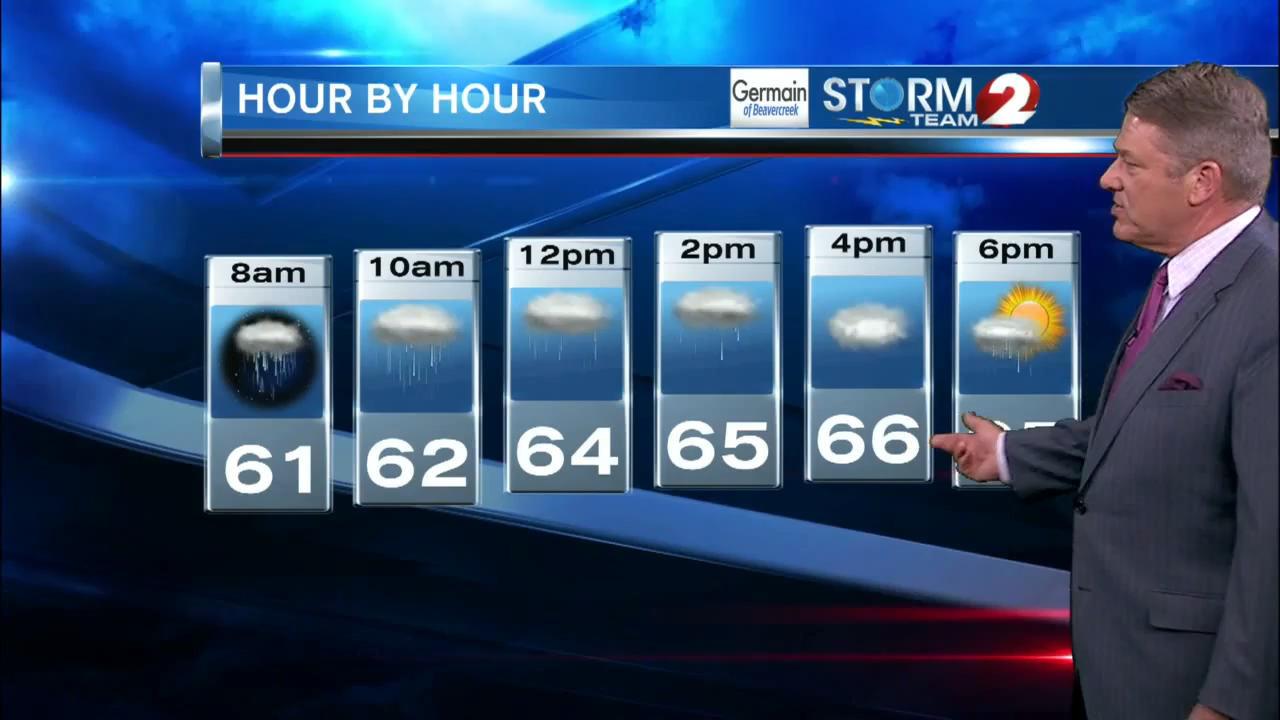 HOUR BY HOUR
Germain
of Beavercreek
STORM
TEAM 2
8am
10am
12pm
2pm
4pm
6pm
61
62
64
65
66